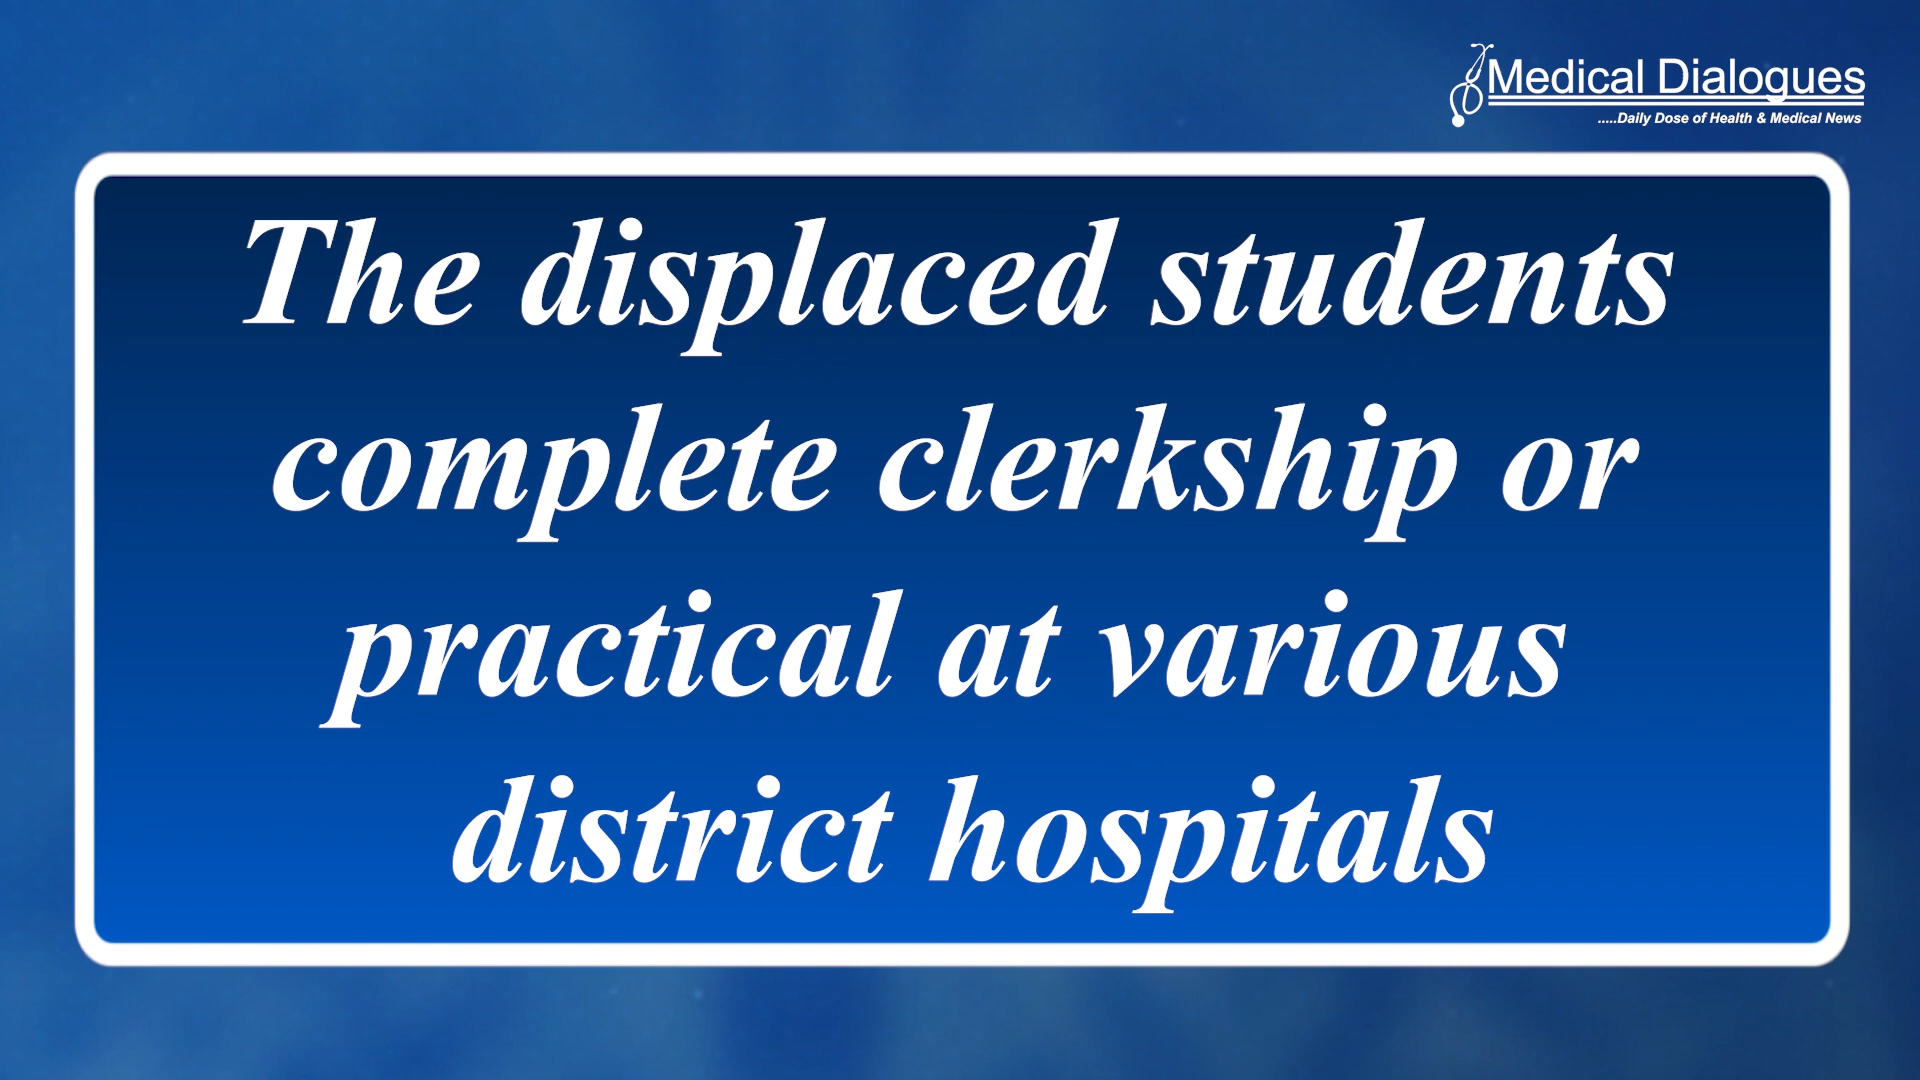 Medical Dialogues
.....Daily Dose of Health & Medical News
The displaced students
complete clerkship or
practical at various
district hospitals